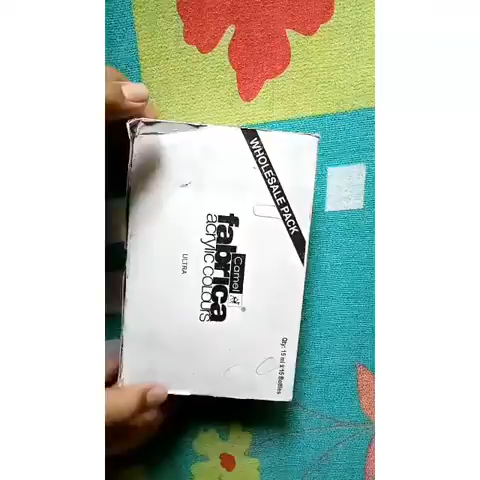 WHOLESALE PACK
Camel
fabrica
acrylic colours
ULTRA
Qty: 15 ml x 15 Bottles